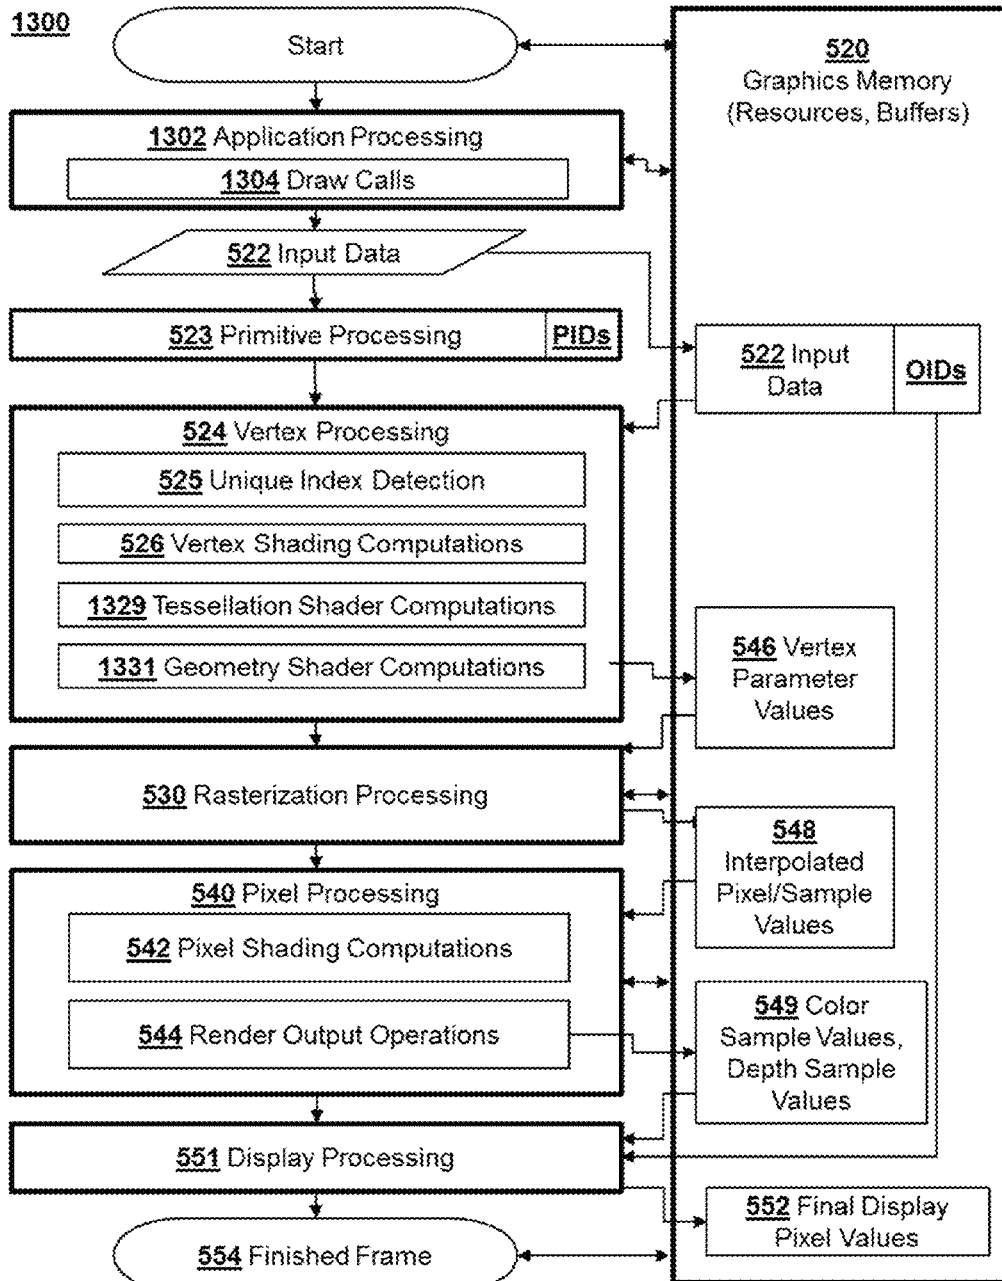 1300
Start
1302 Application Processing
1304 Draw Calls
522 Input Data
523 Primitive Processing
PIDs
524 Vertex Processing
525 Unique Index Detection
526 Vertex Shading Computations
1329 Tessellation Shader Computations
1331 Geometry Shader Computations
530 Rasterization Processing
540 Pixel Processing
542 Pixel Shading Computations
544 Render Output Operations
551 Display Processing
554 Finished Frame
520
Graphics Memory
(Resources, Buffers)
522 Input
Data
OIDs
546 Vertex
Parameter
Values
548
Interpolated
Pixel/Sample
Values
549 Color
Sample Values,
Depth Sample
Values
552 Final Display
Pixel Values